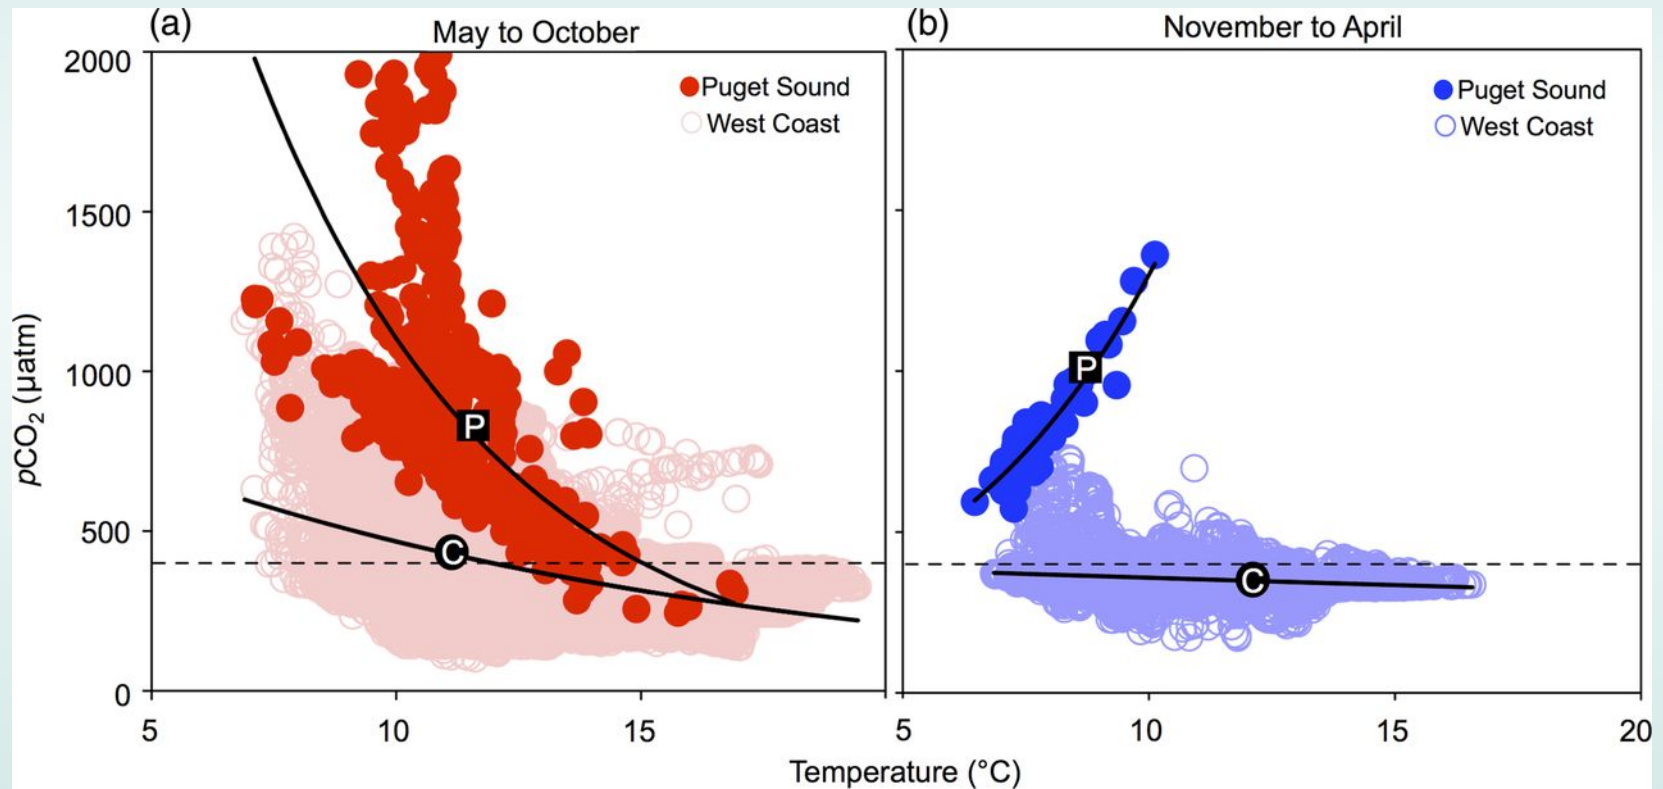 (a)
May to October
Puget Sound
West Coast
2000
1500
1000
500
0
pCO₂ (µatm)
P
C
5
10
15
(b)
November to April
Puget Sound
West Coast
P
C
5
10
15
20
Temperature (°C)